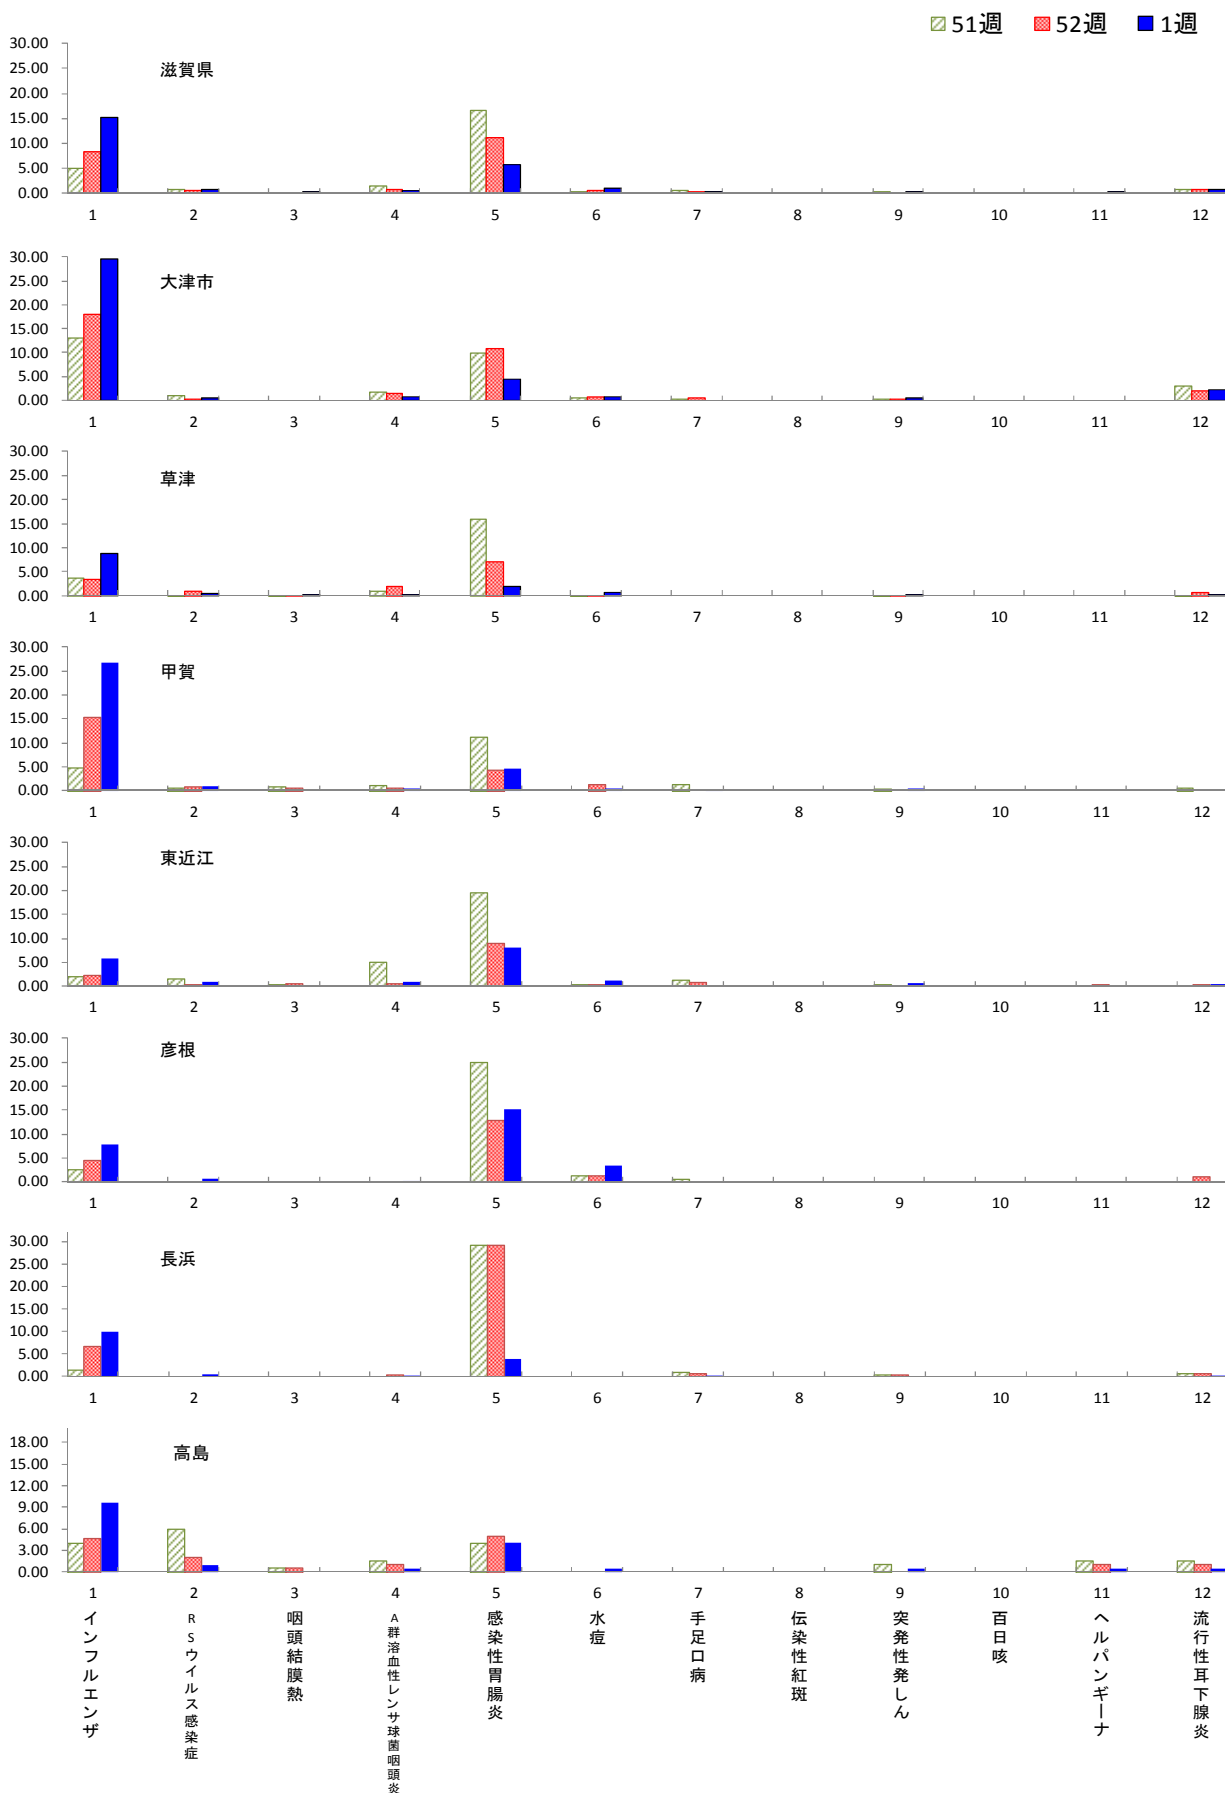 51週 52週 1週
30.00
25.00
20.00
15.00
10.00
5.00
0.00
滋賀県
1 2 3 4 5 6 7 8 9 10 11 12
30.00
25.00
20.00
15.00
10.00
5.00
0.00
大津市
1 2 3 4 5 6 7 8 9 10 11 12
30.00
25.00
20.00
15.00
10.00
5.00
0.00
草津
1 2 3 4 5 6 7 8 9 10 11 12
30.00
25.00
20.00
15.00
10.00
5.00
0.00
甲賀
1 2 3 4 5 6 7 8 9 10 11 12
30.00
25.00
20.00
15.00
10.00
5.00
0.00
東近江
1 2 3 4 5 6 7 8 9 10 11 12
30.00
25.00
20.00
15.00
10.00
5.00
0.00
彦根
1 2 3 4 5 6 7 8 9 10 11 12
30.00
25.00
20.00
15.00
10.00
5.00
0.00
長浜
1 2 3 4 5 6 7 8 9 10 11 12
18.00
15.00
12.00
9.00
6.00
3.00
0.00
高島
1 2 3 4 5 6 7 8 9 10 11 12
インフルエンザ
RSウイルス感染症
咽頭結膜熱
A群溶血性レンサ球菌咽頭炎
感染性胃腸炎
水痘
手足口病
伝染性紅斑
突発性発しん
百日咳
ヘルパンギーナ
流行性耳下腺炎